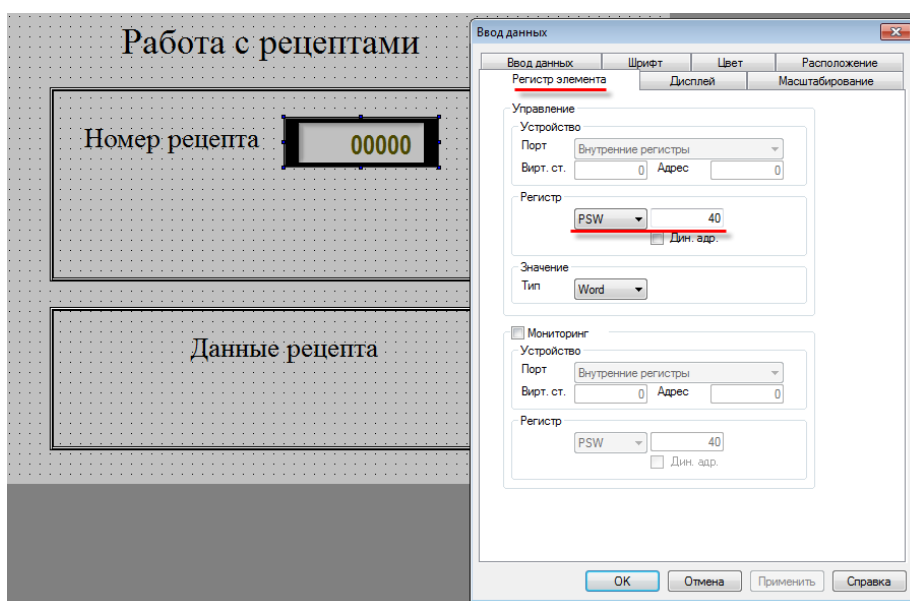 Работа с рецептами
Номер рецепта
00000
Данные рецепта
Ввод данных
Ввод данных Шрифт Цвет Расположение
Регистр элемента Дисплей Масштабирование
Управление
Устройство
Порт Внутренние регистры
Вирт. ст. 0 Адрес 0
Регистр
PSW 40
Дин. адр.
Значение
Тип Word
Мониторинг
Устройство
Порт Внутренние регистры
Вирт. ст. 0 Адрес 0
Регистр
PSW 40
Дин. адр.
OK Отмена Применить Справка